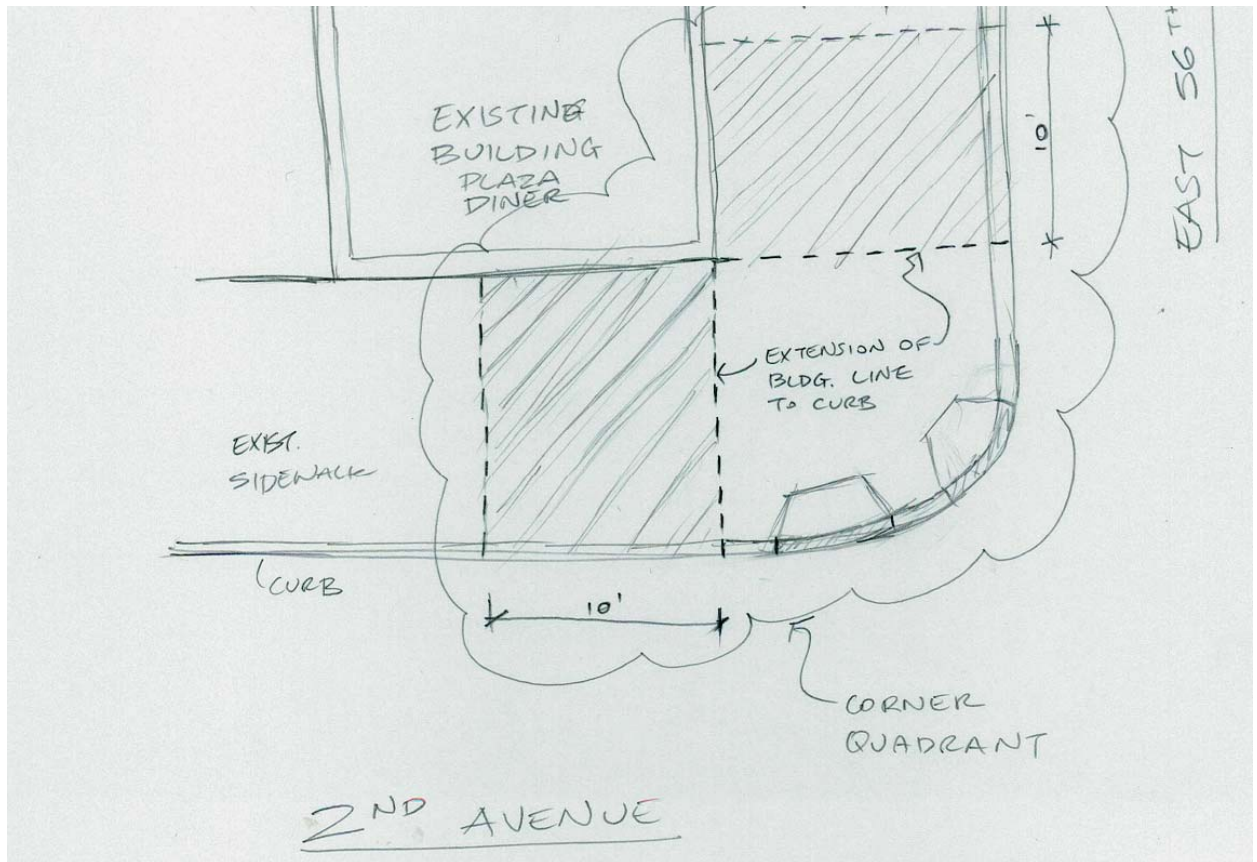 EXISTING
BUILDING
PLAZA
DINER
10'
EAST 56TH
EXTENSION OF
BLDG. LINE
TO CURB
EXIST.
SIDEWALK
CURB
10'
CORNER
QUADRANT
2ND AVENUE